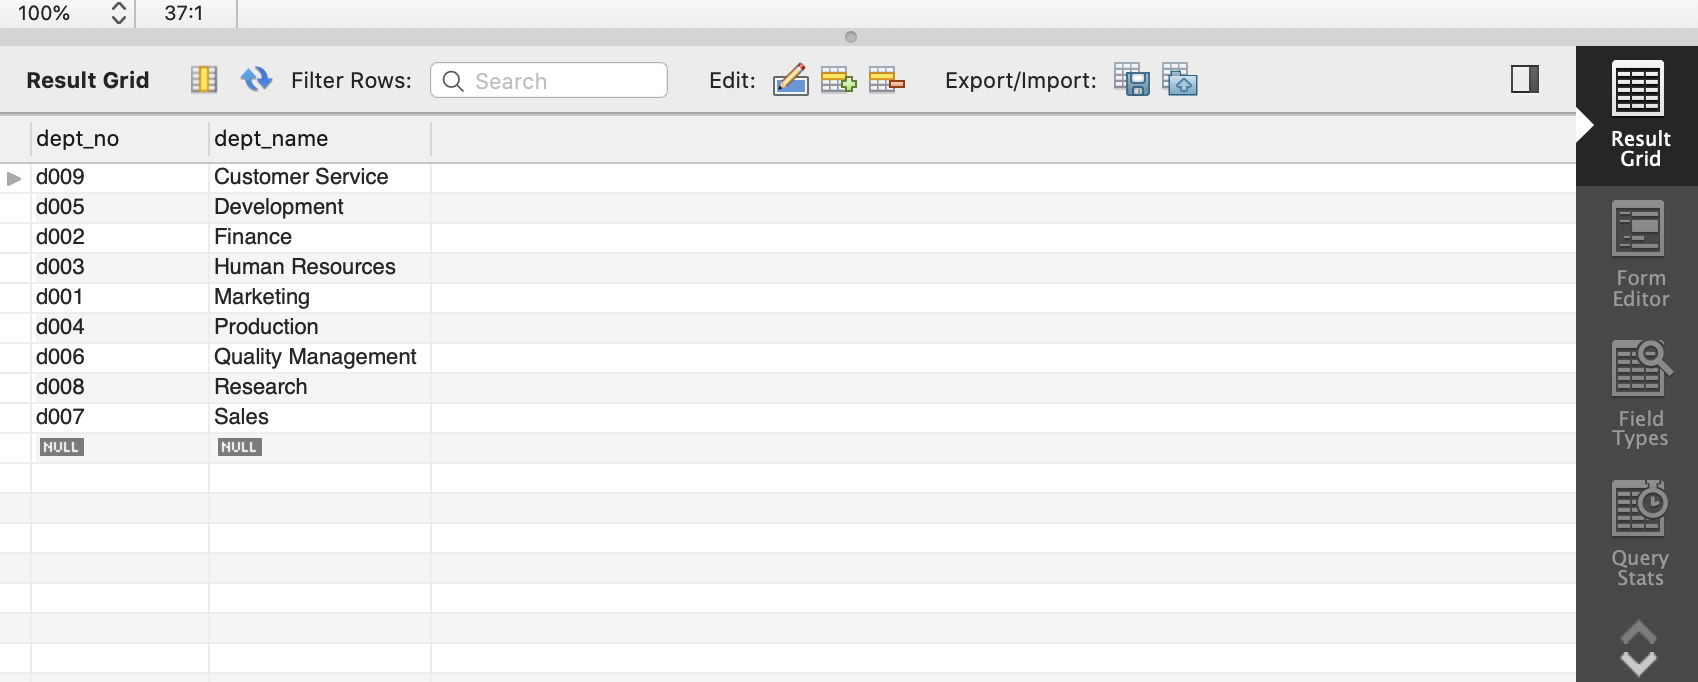 100% 37:1
Result Grid Filter Rows: Search Edit: Export/Import:
dept_no dept_name
d009 Customer Service
d005 Development
d002 Finance
d003 Human Resources
d001 Marketing
d004 Production
d006 Quality Management
d008 Research
d007 Sales
NULL NULL
Result
Grid
Form
Editor
Field
Types
Query
Stats